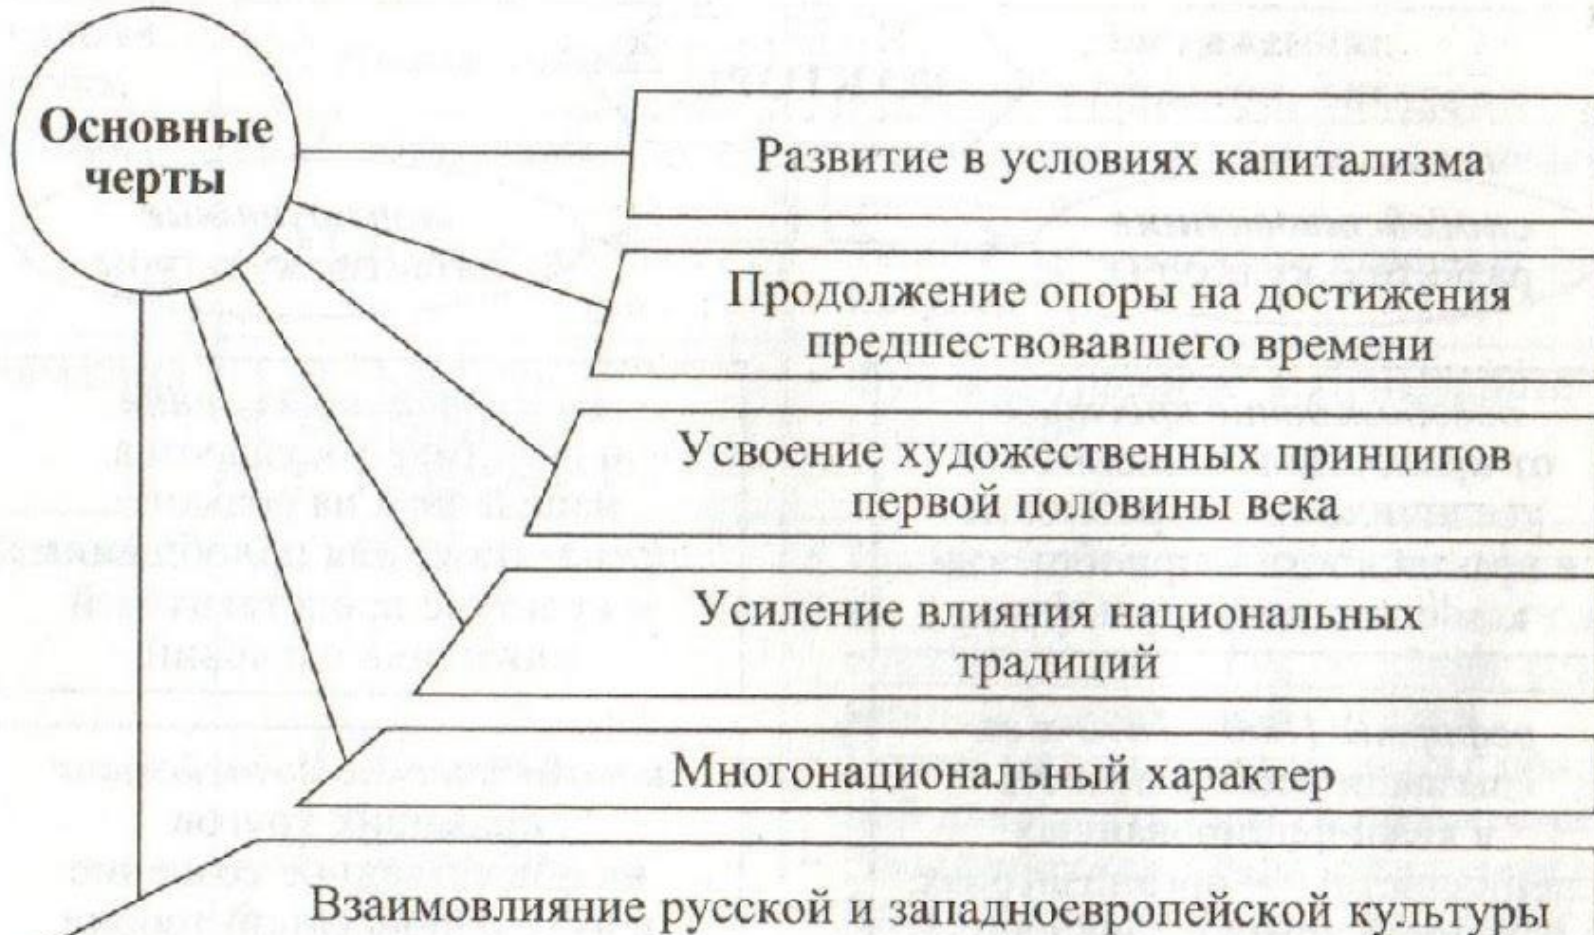 Основные
черты
Развитие в условиях капитализма
Продолжение опоры на достижения
предшествовавшего времени
Усвоение художественных принципов
первой половины века
Усиление влияния национальных
традиций
Многонациональный характер
Взаимовлияние русской и западноевропейской культуры